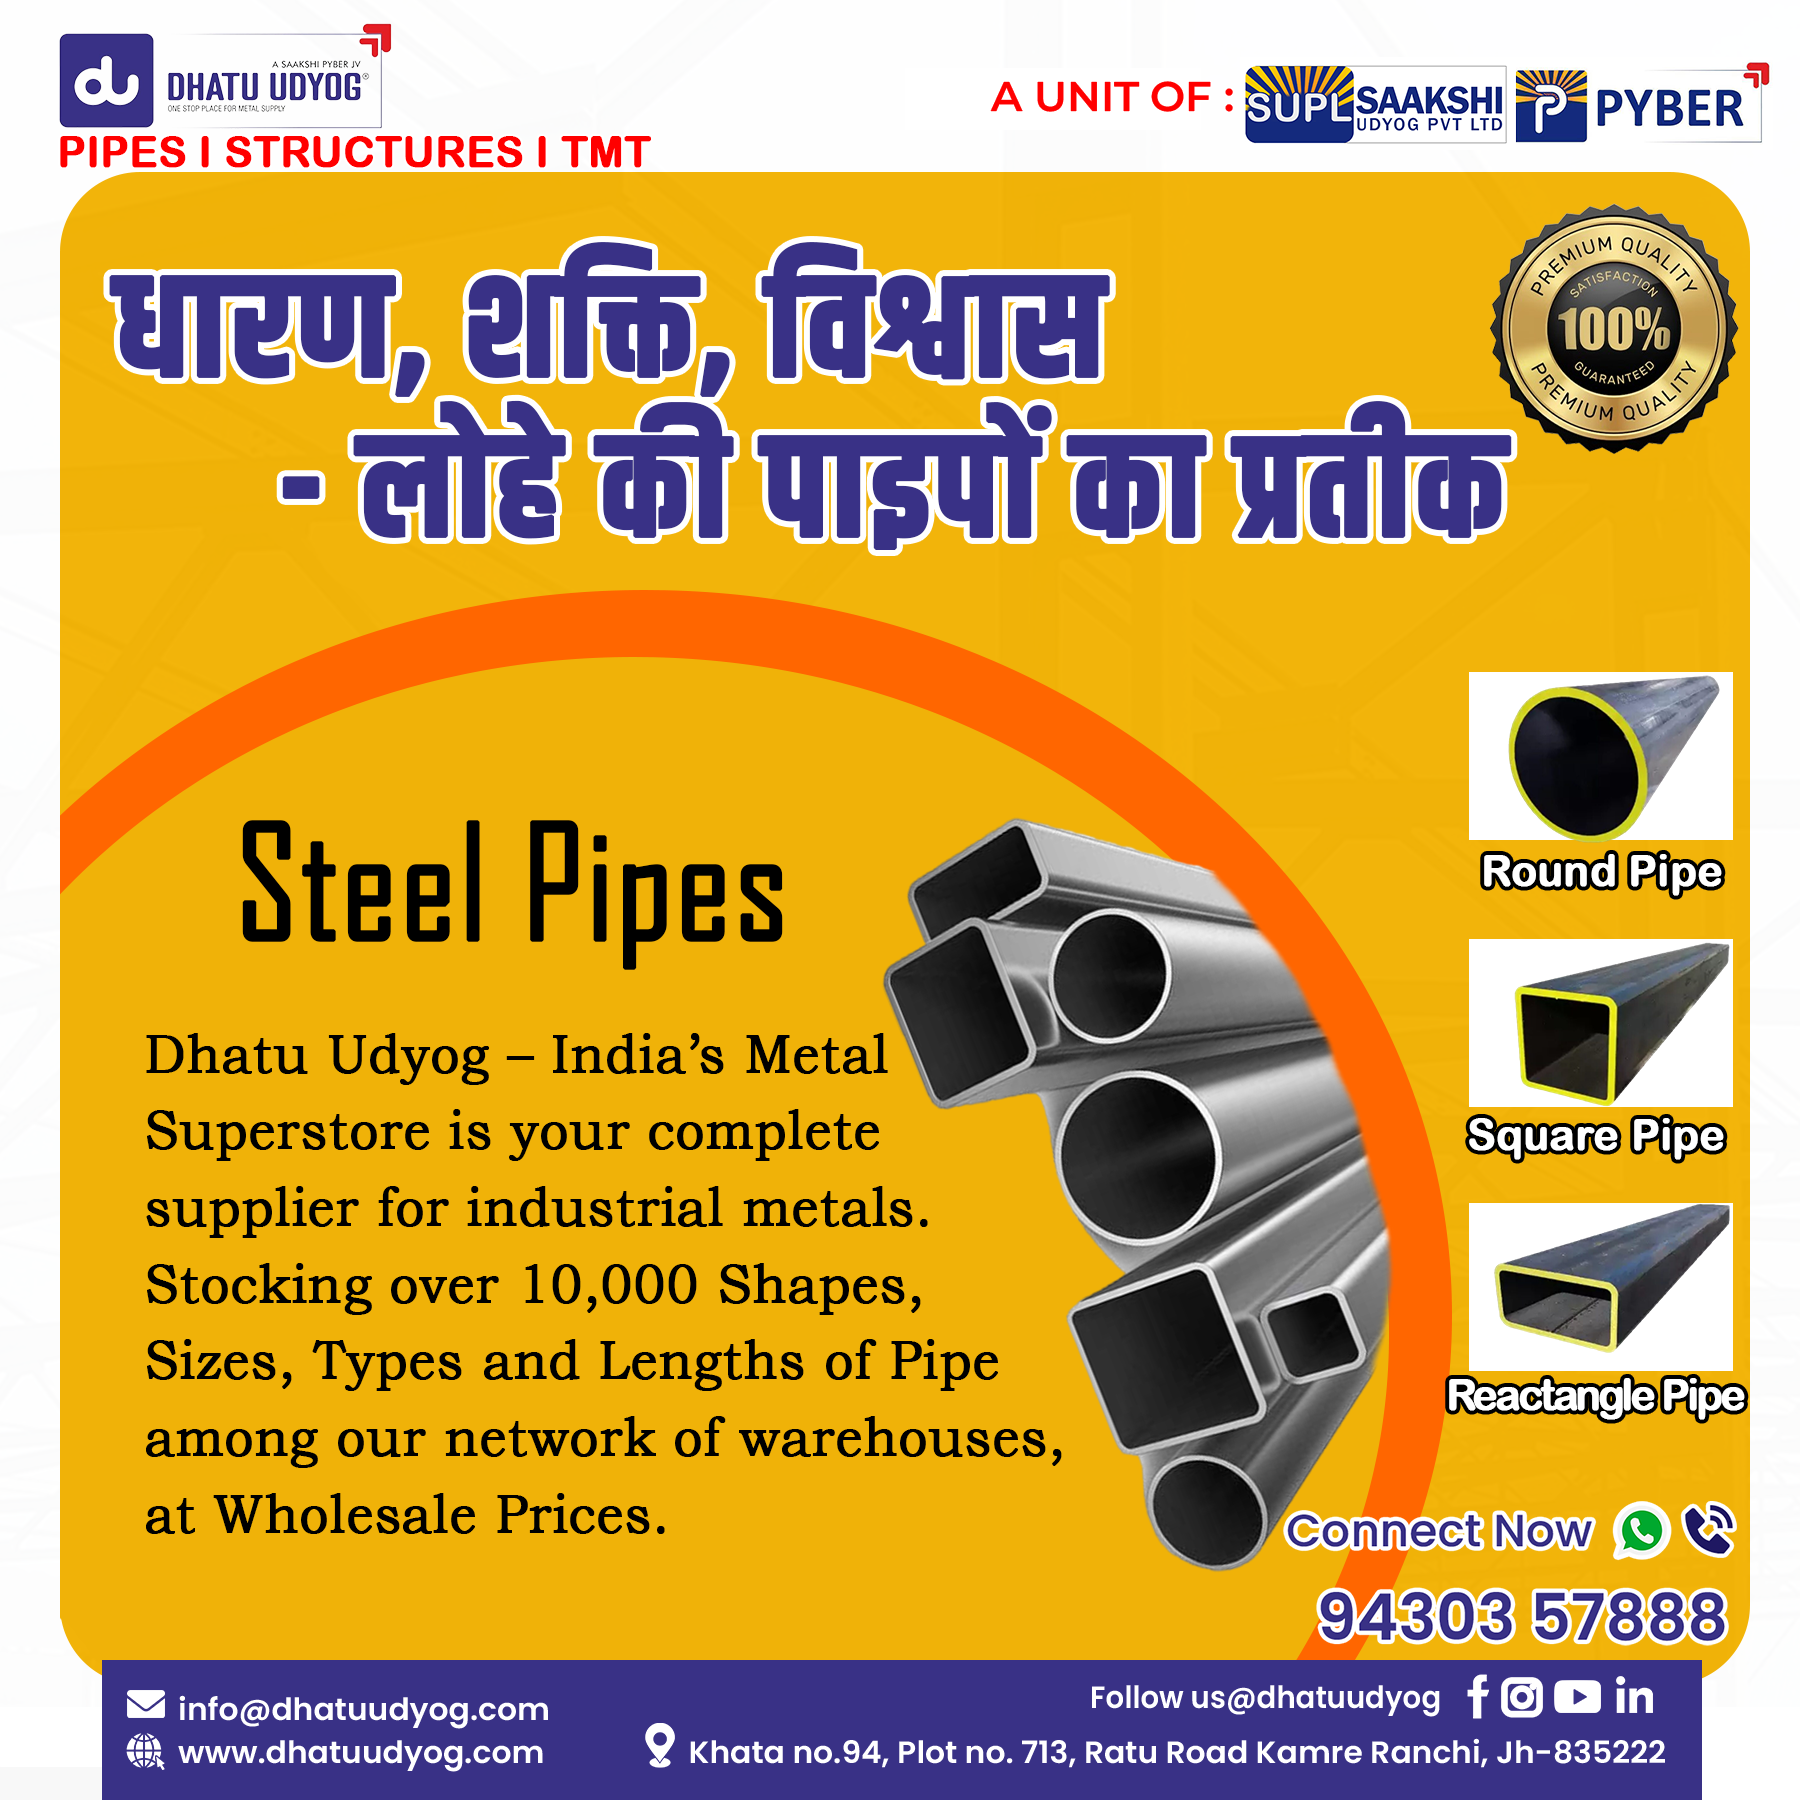 A SAAKSHI PYBER JV
du DHATU UDYOG®
ONE STOP PLACE FOR METAL SUPPLY
PIPES I STRUCTURES I TMT
A UNIT OF :
SUPL SAAKSHI
UDYOG PVT LTD
P PYBER
धारण, शक्ति, विश्वास
- लोहे की पाइपों का प्रतीक
PREMIUM QUALITY
SATISFACTION
100%
GUARANTEED
PREMIUM QUALITY
Steel Pipes
Dhatu Udyog – India’s Metal
Superstore is your complete
supplier for industrial metals.
Stocking over 10,000 Shapes,
Sizes, Types and Lengths of Pipe
among our network of warehouses,
at Wholesale Prices.
Round Pipe
Square Pipe
Reactangle Pipe
Connect Now
94303 57888
info@dhatuudyog.com
www.dhatuudyog.com
Follow us@dhatuudyog
Khata no.94, Plot no. 713, Ratu Road Kamre Ranchi, Jh-835222